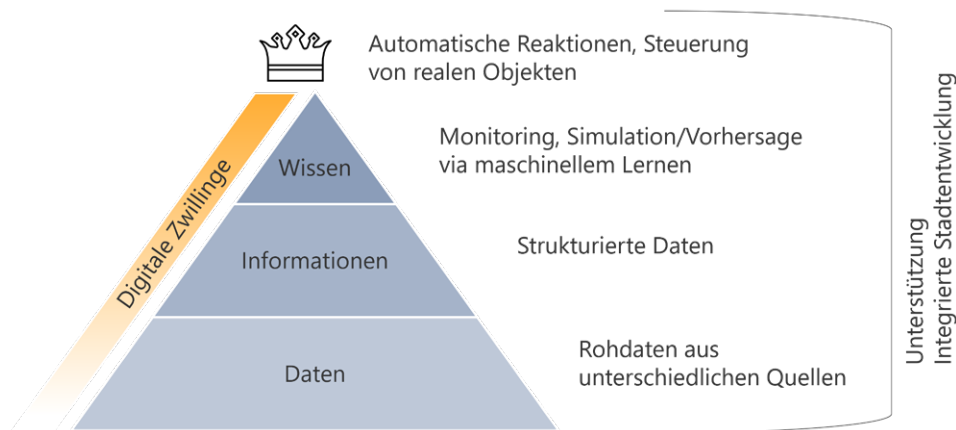 Automatische Reaktionen, Steuerung
von realen Objekten
Digitale Zwillinge
Wissen
Monitoring, Simulation/Vorhersage
via maschinellem Lernen
Informationen
Strukturierte Daten
Daten
Rohdaten aus
unterschiedlichen Quellen
Unterstützung
Integrierte Stadtentwicklung